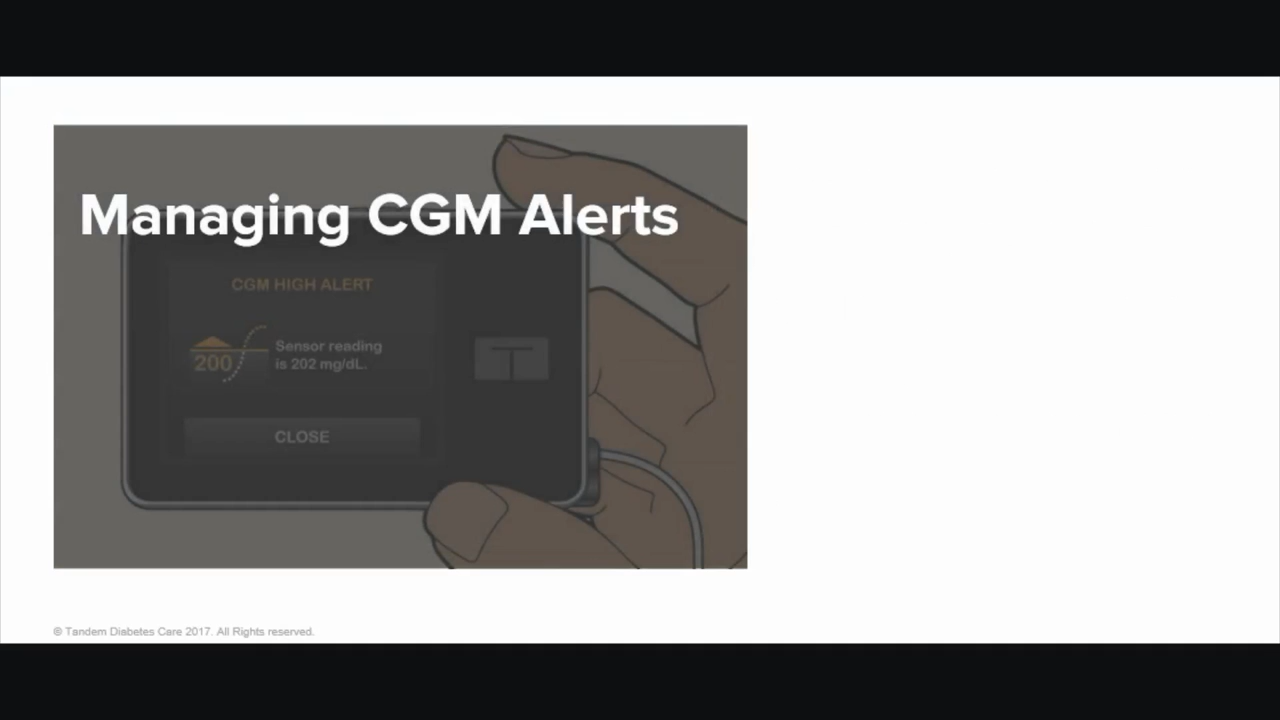 Managing CGM Alerts
CGM HIGH ALERT
200
Sensor reading
is 202 mg/dL.
CLOSE
© Tandem Diabetes Care 2017. All Rights reserved.